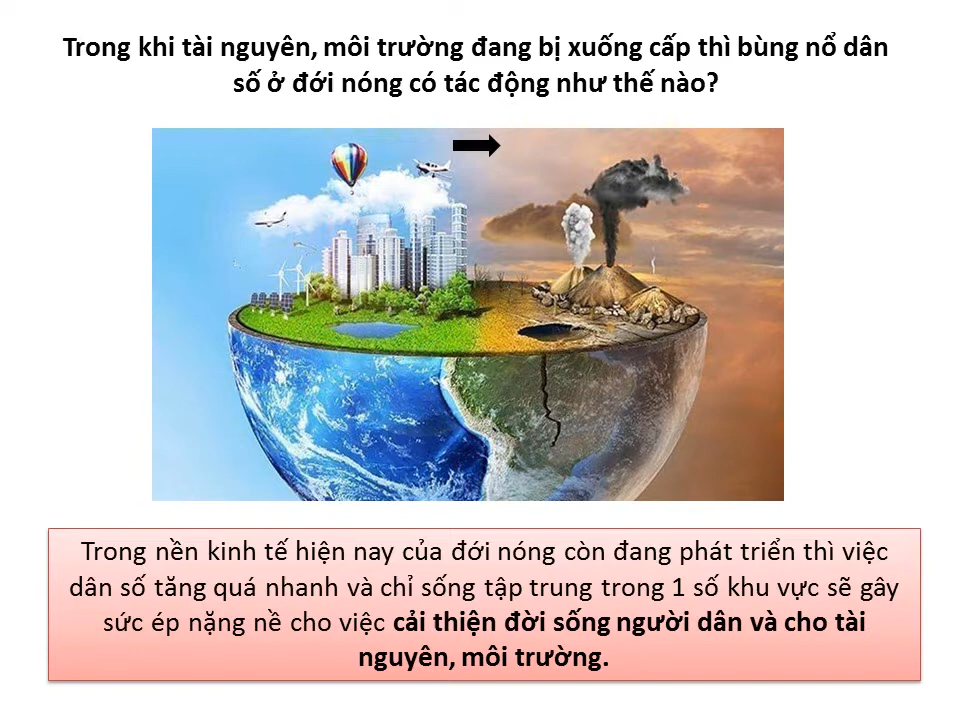 Trong khi tài nguyên, môi trường đang bị xuống cấp thì bùng nổ dân
số ở đới nóng có tác động như thế nào?
Trong nền kinh tế hiện nay của đới nóng còn đang phát triển thì việc
dân số tăng quá nhanh và chỉ sống tập trung trong 1 số khu vực sẽ gây
sức ép nặng nề cho việc cải thiện đời sống người dân và cho tài
nguyên, môi trường.